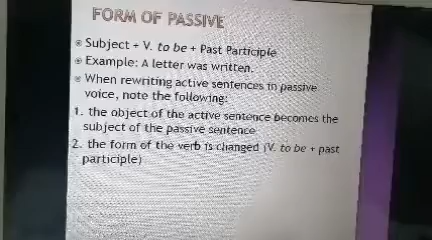 FORM OF PASSIVE
Subject + V. to be + Past Participle
Example: A letter was written.
When rewriting active sentences in passive
voice, note the following:
1. the object of the active sentence becomes the
subject of the passive sentence
2. the form of the verb is changed (V. to be + past
participle)